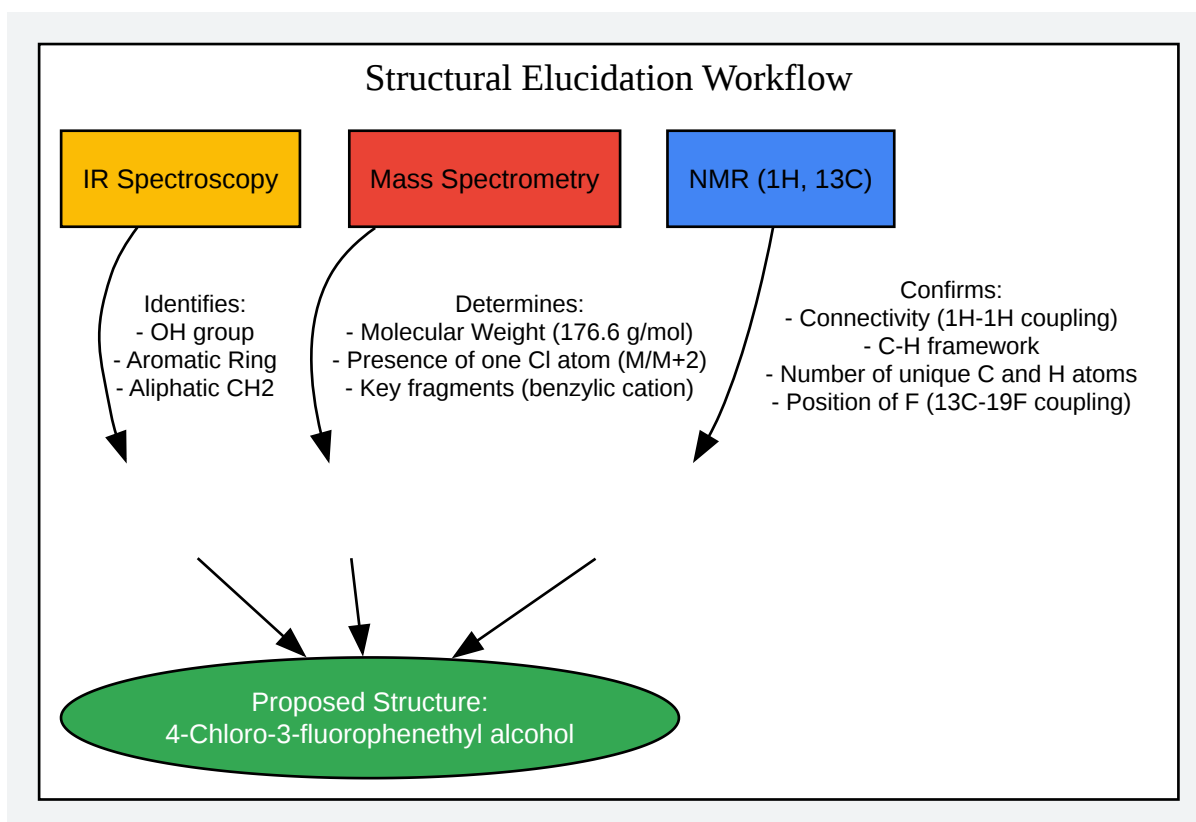 Structural Elucidation Workflow
IR Spectroscopy
Mass Spectrometry
NMR (1H, 13C)
Identifies:
- OH group
- Aromatic Ring
- Aliphatic CH2
Determines:
- Molecular Weight (176.6 g/mol)
- Presence of one Cl atom (M/M+2)
- Key fragments (benzylic cation)
Confirms:
- Connectivity (1H-1H coupling)
- C-H framework
- Number of unique C and H atoms
- Position of F (13C-19F coupling)
Proposed Structure:
4-Chloro-3-fluorophenethyl alcohol